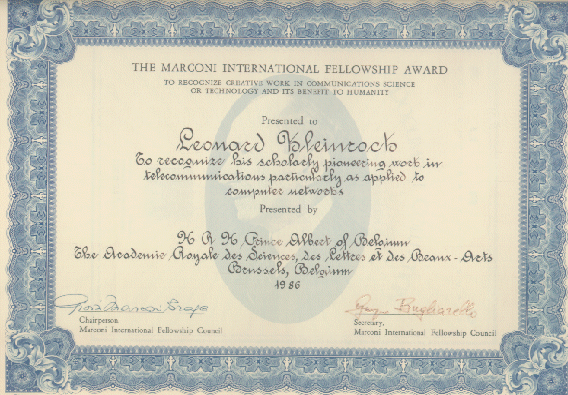 THE MARCONI INTERNATIONAL FELLOWSHIP AWARD
TO RECOGNIZE CREATIVE WORK IN COMMUNICATIONS SCIENCE
OR TECHNOLOGY AND ITS BENEFIT TO HUMANITY
Presented to
Leonard Kleinrock
To recognize his scholarly pioneering work in
telecommunications particularly as applied to
computer networks
Presented by
H R H Prince Albert of Belgium
The Academie Royale des Sciences, des Lettres et des Beaux-Arts
Brussels, Belgium
1986
Gioia Marconi Braga
Chairperson
Marconi International Fellowship Council
George Bugliarello
Secretary,
Marconi International Fellowship Council